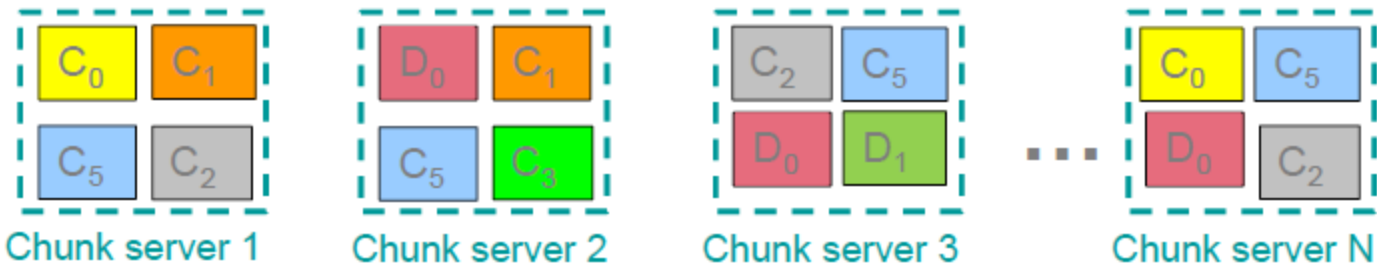 C0 C1 D0 C1 C2 C5 C0 C5
C5 C2 C5 C3 D0 D1 ... D0 C2
Chunk server 1 Chunk server 2 Chunk server 3 Chunk server N